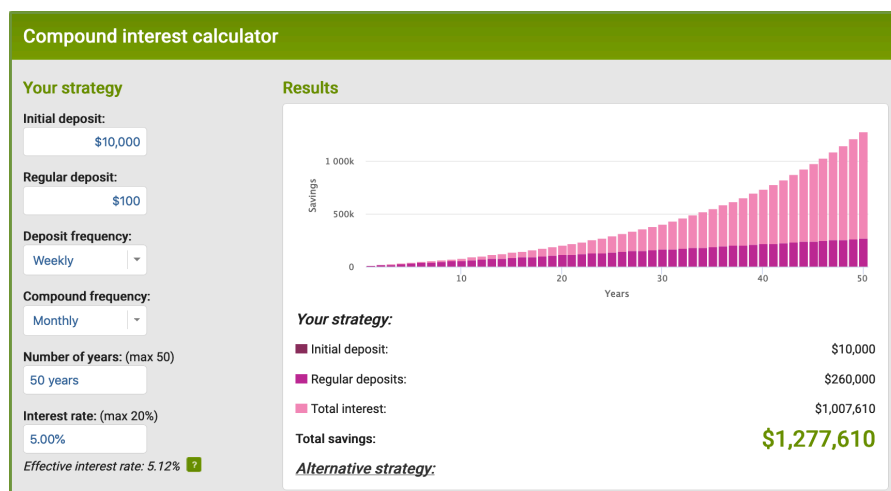 Compound interest calculator
Your strategy
Initial deposit:
$10,000
Regular deposit:
$100
Deposit frequency:
Weekly
Compound frequency:
Monthly
Number of years: (max 50)
50 years
Interest rate: (max 20%)
5.00%
Effective interest rate: 5.12% ?
Results
1 000k
500k
0
Savings
10 20 30 40 50
Years
Your strategy:
Initial deposit: $10,000
Regular deposits: $260,000
Total interest: $1,007,610
Total savings: $1,277,610
Alternative strategy: